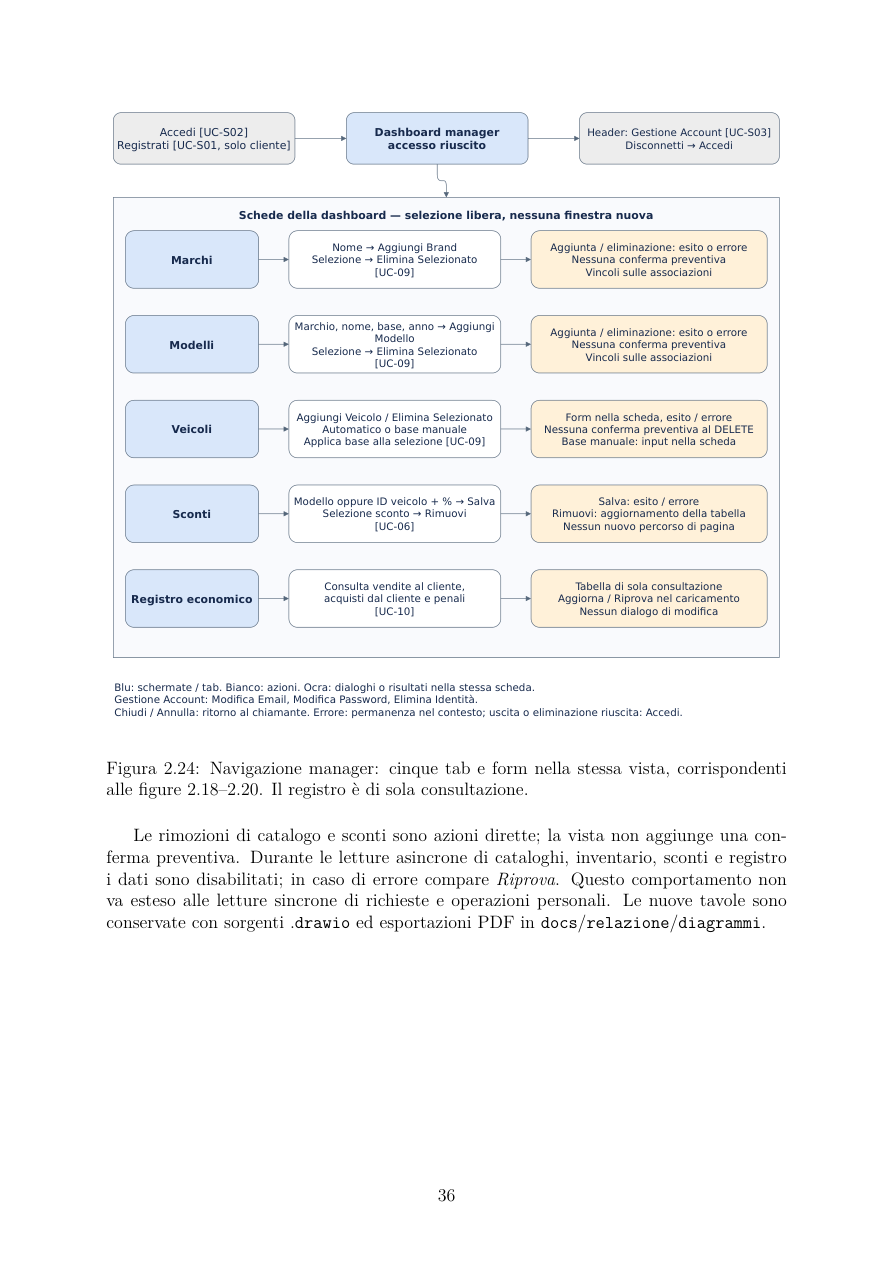 Accedi [UC-S02]
Registrati [UC-S01, solo cliente]
Dashboard manager
accesso riuscito
Header: Gestione Account [UC-S03]
Disconnetti → Accedi
Schede della dashboard — selezione libera, nessuna finestra nuova
Marchi
Nome → Aggiungi Brand
Selezione → Elimina Selezionato
[UC-09]
Aggiunta / eliminazione: esito o errore
Nessuna conferma preventiva
Vincoli sulle associazioni
Modelli
Marchio, nome, base, anno → Aggiungi
Modello
Selezione → Elimina Selezionato
[UC-09]
Aggiunta / eliminazione: esito o errore
Nessuna conferma preventiva
Vincoli sulle associazioni
Veicoli
Aggiungi Veicolo / Elimina Selezionato
Automatico o base manuale
Applica base alla selezione [UC-09]
Form nella scheda, esito / errore
Nessuna conferma preventiva al DELETE
Base manuale: input nella scheda
Sconti
Modello oppure ID veicolo + % → Salva
Selezione sconto → Rimuovi
[UC-06]
Salva: esito / errore
Rimuovi: aggiornamento della tabella
Nessun nuovo percorso di pagina
Registro economico
Consulta vendite al cliente,
acquisti dal cliente e penali
[UC-10]
Tabella di sola consultazione
Aggiorna / Riprova nel caricamento
Nessun dialogo di modifica
Blu: schermate / tab. Bianco: azioni. Ocra: dialoghi o risultati nella stessa scheda.
Gestione Account: Modifica Email, Modifica Password, Elimina Identità.
Chiudi / Annulla: ritorno al chiamante. Errore: permanenza nel contesto; uscita o eliminazione riuscita: Accedi.
Figura 2.24: Navigazione manager: cinque tab e form nella stessa vista, corrispondenti
alle figure 2.18–2.20. Il registro è di sola consultazione.
Le rimozioni di catalogo e sconti sono azioni dirette; la vista non aggiunge una con-
ferma preventiva. Durante le letture asincrone di cataloghi, inventario, sconti e registro
i dati sono disabilitati; in caso di errore compare Riprova. Questo comportamento non
va esteso alle letture sincrone di richieste e operazioni personali. Le nuove tavole sono
conservate con sorgenti .drawio ed esportazioni PDF in docs/relazione/diagrammi.
36